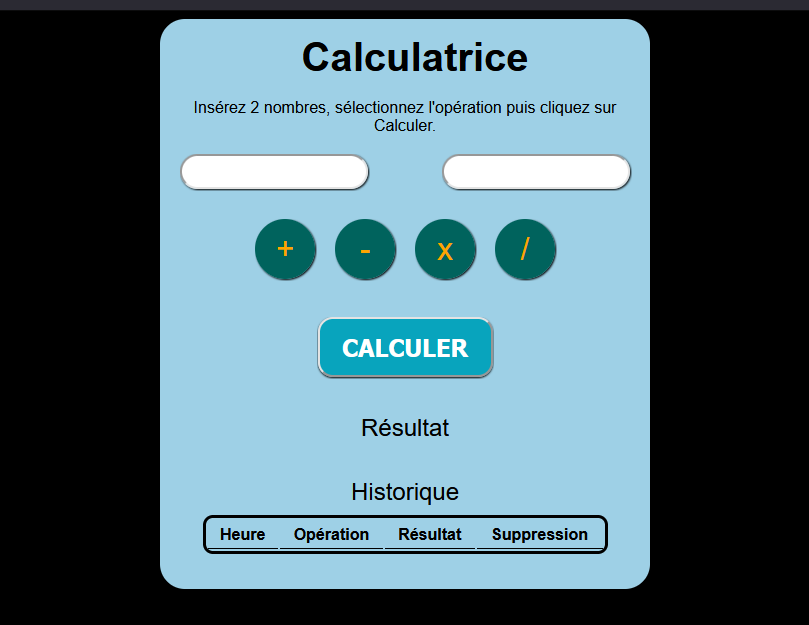 Calculatrice
Insérez 2 nombres, sélectionnez l'opération puis cliquez sur
Calculer.
+ - x /
CALCULER
Résultat
Historique
Heure Opération Résultat Suppression